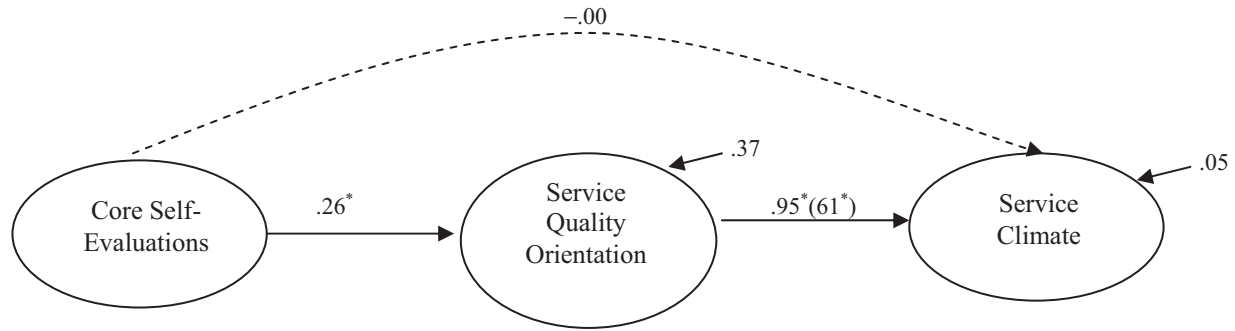 −.00
Core Self-
Evaluations
.26*
Service
Quality
Orientation
.37
.95*(61*)
Service
Climate
.05